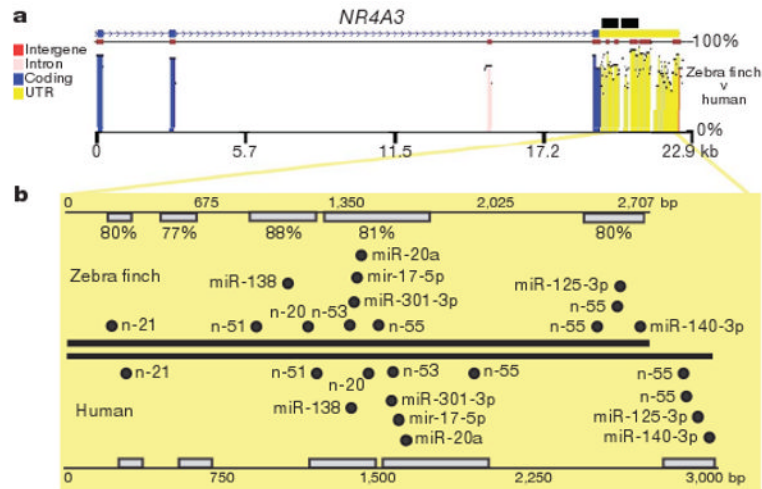 a
NR4A3
100%
Intergene
Intron
Coding
UTR
Zebra finch
v
human
0%
0 5.7 11.5 17.2 22.9 kb
b
0 675 1,350 2,025 2,707 bp
80% 77% 88% 81% 80%
miR-20a
Zebra finch
mir-17-5p
miR-138
miR-125-3p
miR-301-3p
n-20 n-53
n-55
n-21 n-51 n-55 n-55 miR-140-3p
n-21 n-51 n-53 n-55 n-55
n-20
n-55
miR-301-3p
Human
miR-138
mir-17-5p
miR-125-3p
miR-20a
miR-140-3p
0 750 1,500 2,250 3,000 bp